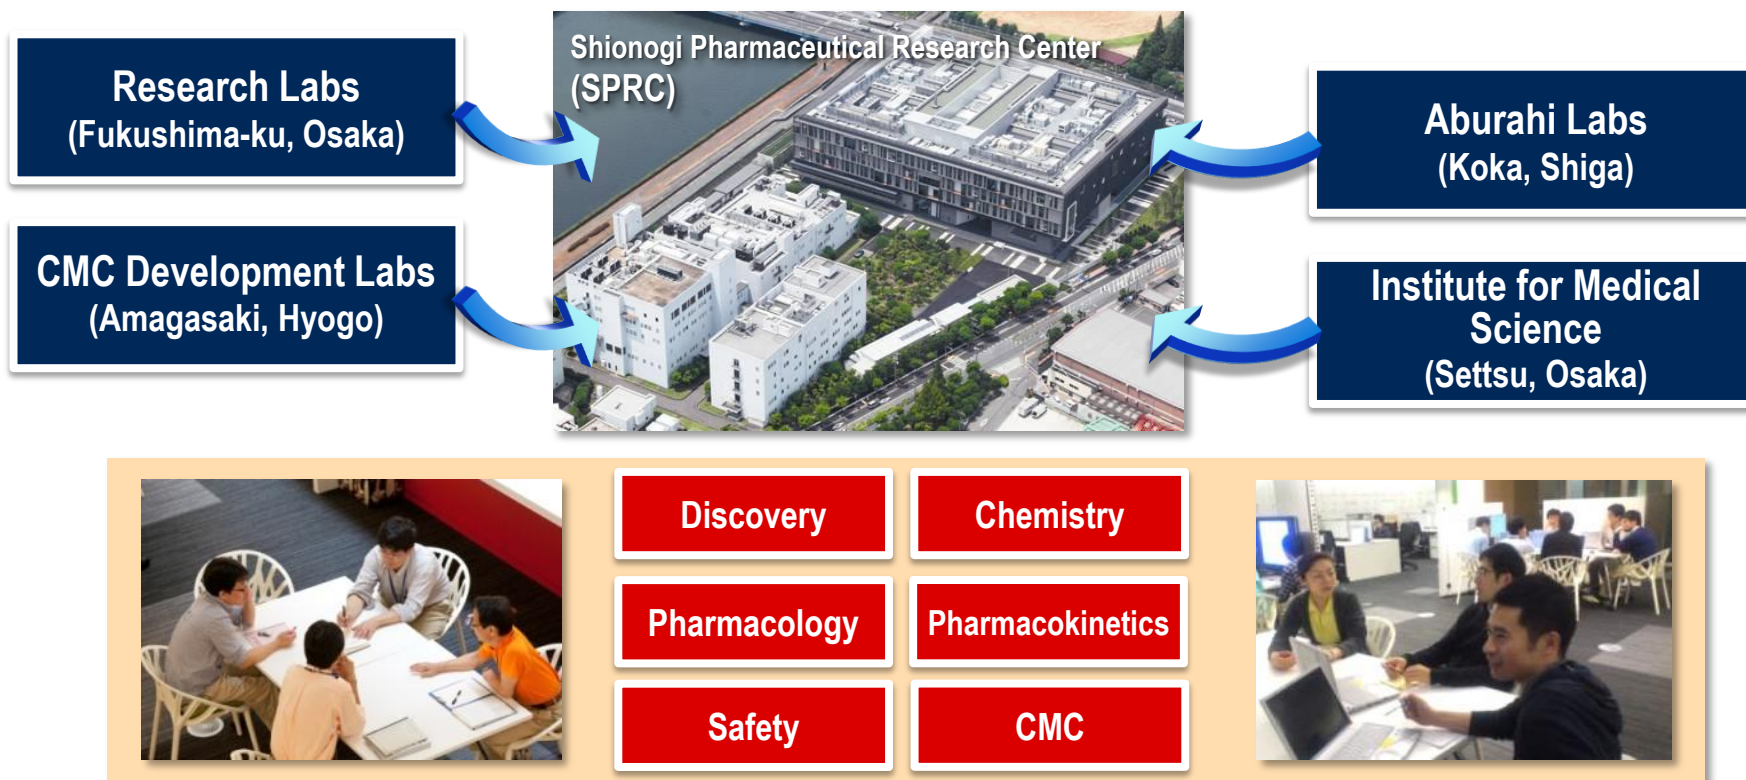 Shionogi Pharmaceutical Research Center
(SPRC)
Research Labs
(Fukushima-ku, Osaka)
CMC Development Labs
(Amagasaki, Hyogo)
Aburahi Labs
(Koka, Shiga)
Institute for Medical
Science
(Settsu, Osaka)
Discovery
Chemistry
Pharmacology
Pharmacokinetics
Safety
CMC